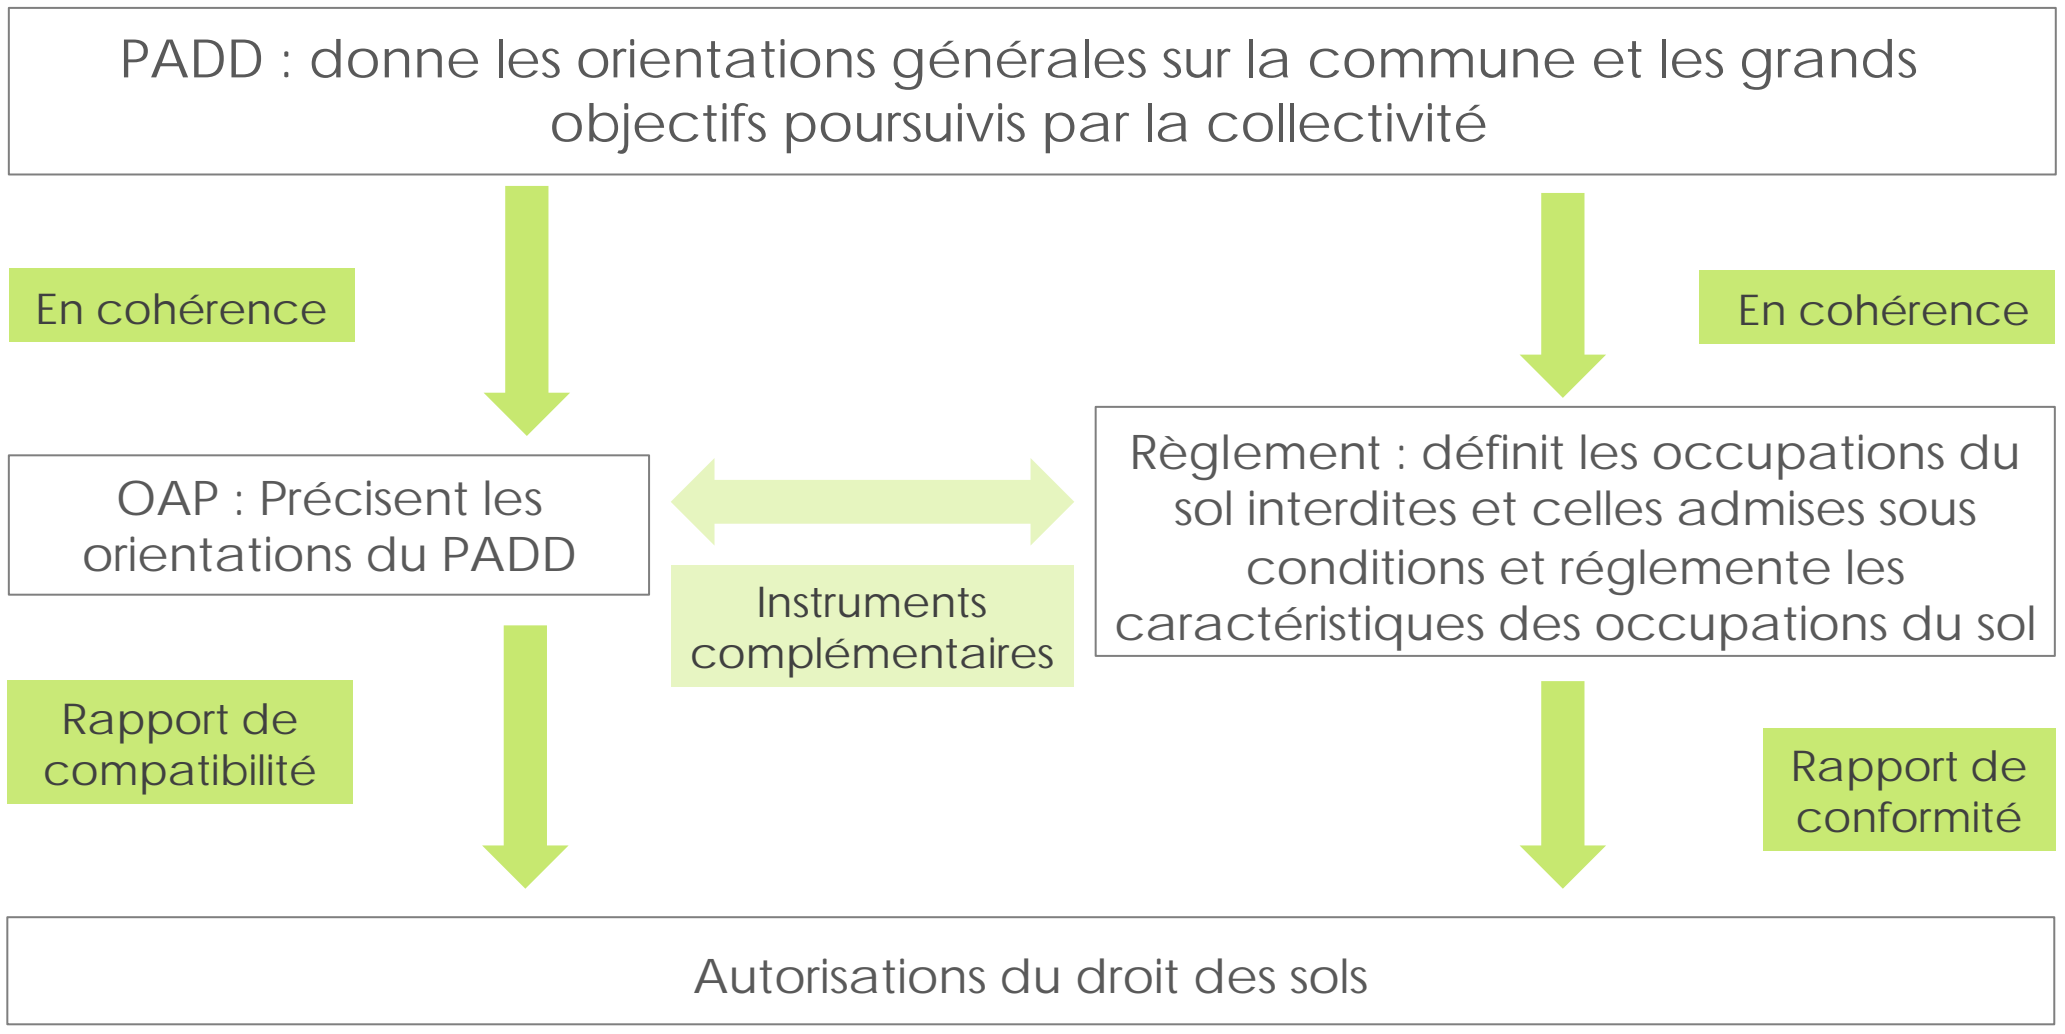 PADD : donne les orientations générales sur la commune et les grands
objectifs poursuivis par la collectivité
En cohérence
En cohérence
OAP : Précisent les
orientations du PADD
Instruments
complémentaires
Règlement : définit les occupations du
sol interdites et celles admises sous
conditions et réglemente les
caractéristiques des occupations du sol
Rapport de
compatibilité
Rapport de
conformité
Autorisations du droit des sols